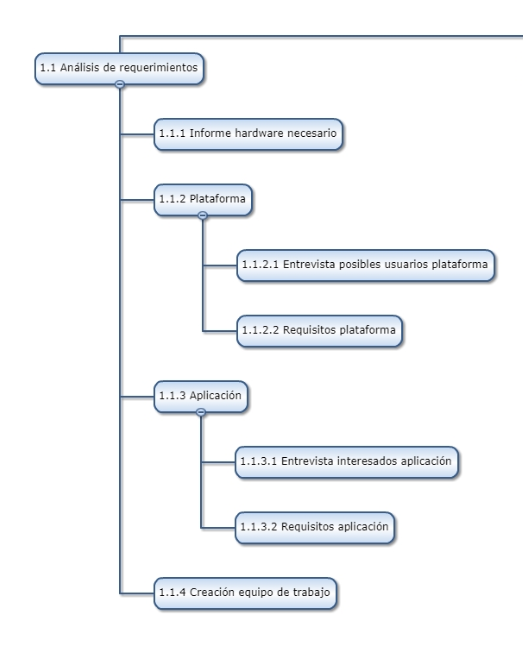 1.1 Análisis de requerimientos
1.1.1 Informe hardware necesario
1.1.2 Plataforma
1.1.2.1 Entrevista posibles usuarios plataforma
1.1.2.2 Requisitos plataforma
1.1.3 Aplicación
1.1.3.1 Entrevista interesados aplicación
1.1.3.2 Requisitos aplicación
1.1.4 Creación equipo de trabajo